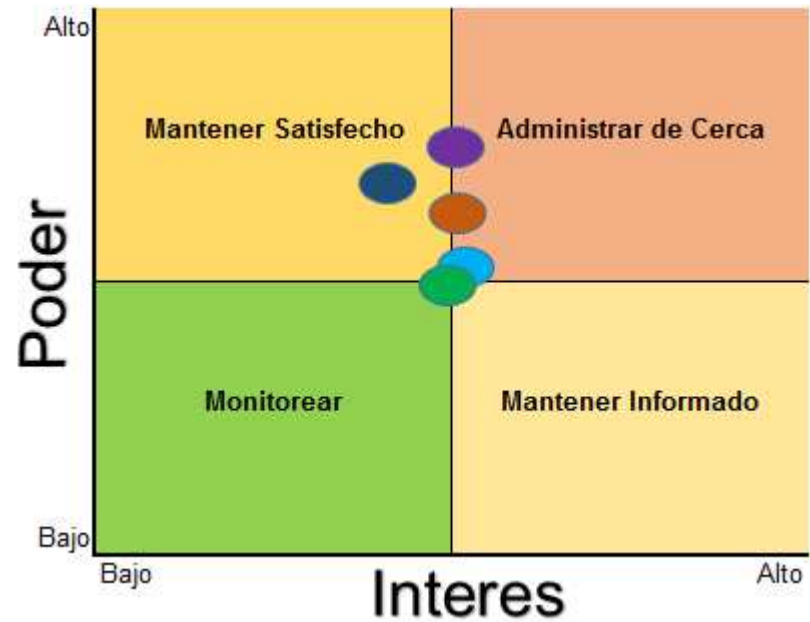 Alto
Mantener Satisfecho
Administrar de Cerca
Poder
Monitorear
Mantener Informado
Bajo
Bajo
Interes
Alto